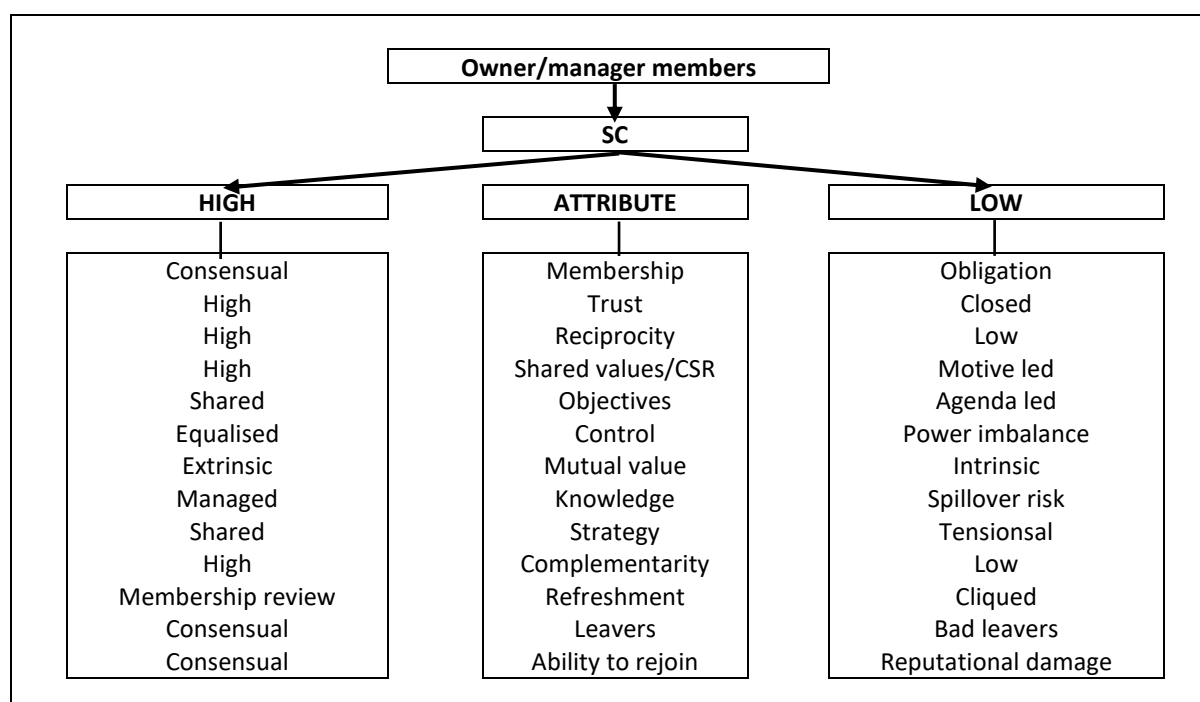 Owner/manager members
SC
HIGH
ATTRIBUTE
LOW
Consensual
High
High
High
Shared
Equalised
Extrinsic
Managed
Shared
High
Membership review
Consensual
Consensual
Membership
Trust
Reciprocity
Shared values/CSR
Objectives
Control
Mutual value
Knowledge
Strategy
Complementarity
Refreshment
Leavers
Ability to rejoin
Obligation
Closed
Low
Motive led
Agenda led
Power imbalance
Intrinsic
Spillover risk
Tensionsal
Low
Cliqued
Bad leavers
Reputational damage